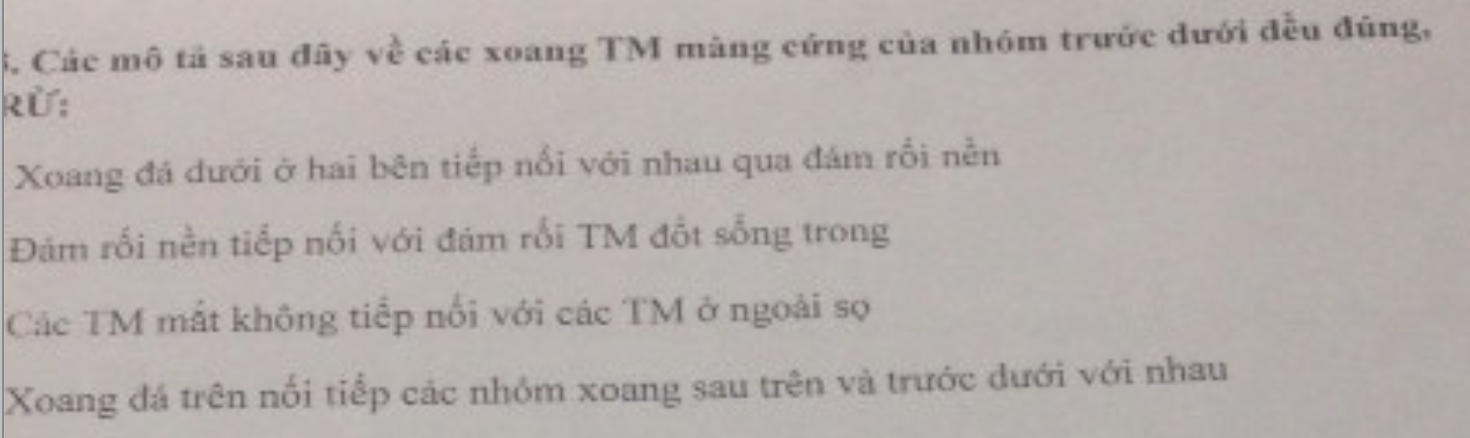 . Các mô tả sau đây về các xoang TM màng cứng của nhóm trước dưới đều đúng,
RỪ:
Xoang đá dưới ở hai bên tiếp nối với nhau qua đám rối nền
Đám rối nền tiếp nối với đám rối TM đốt sống trong
Các TM mắt không tiếp nối với các TM ở ngoài sọ
Xoang đá trên nối tiếp các nhóm xoang sau trên và trước dưới với nhau